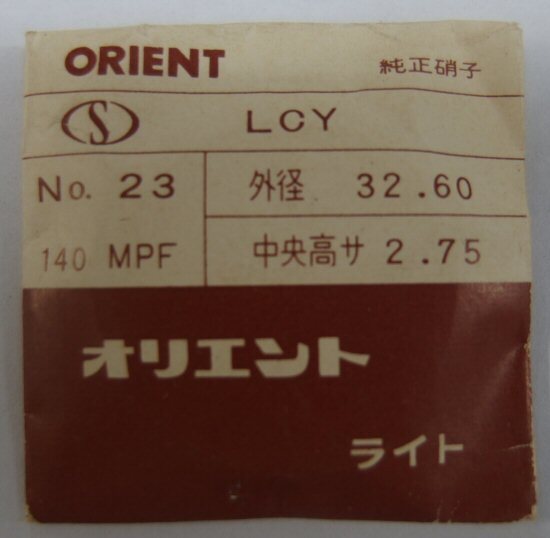 ORIENT 純正硝子
S LCY
No. 23 外径 32.60
140 MPF 中央高サ 2.75
オリエント
ライト